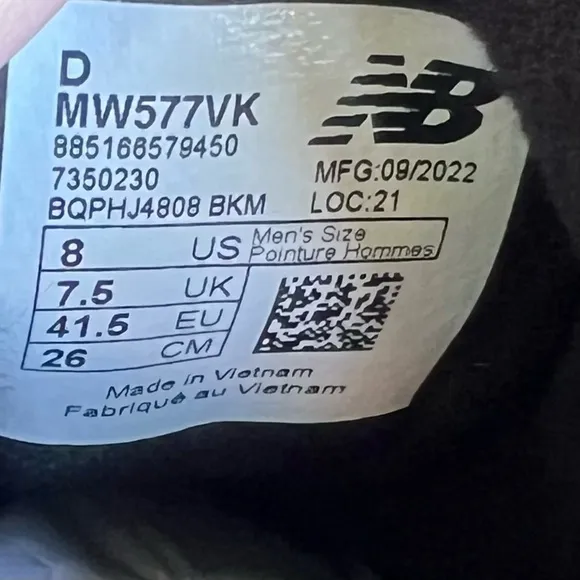 D
MW577VK
885166579450
7350230
BQPHJ4808 BKM
NB
MFG:09/2022
LOC:21
8 US Men's Size
Pointure Hommes
7.5 UK
41.5 EU
26 CM
Made in Vietnam
Fabriqué au Vietnam